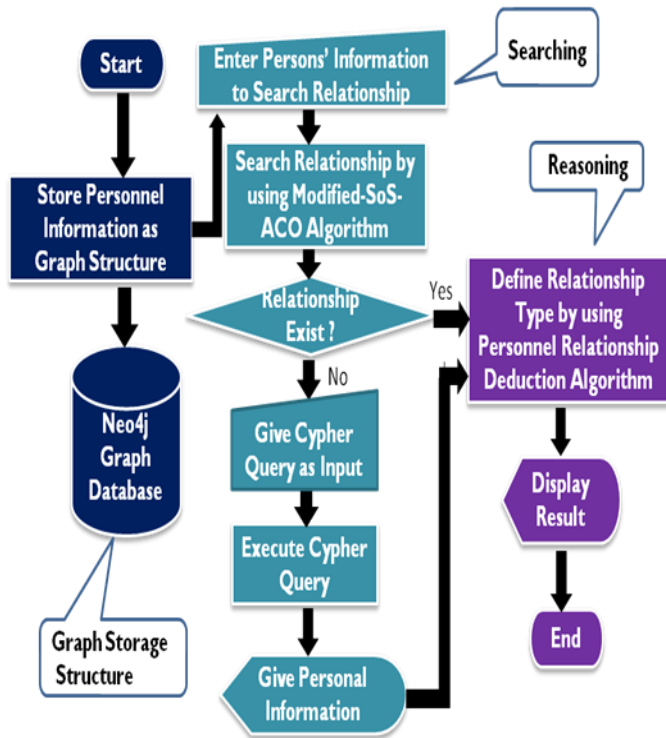 Start
Store Personnel
Information as
Graph Structure
Neo4j
Graph
Database
Graph Storage
Structure
Enter Persons' Information
to Search Relationship
Searching
Search Relationship by
using Modified-SoS-
ACO Algorithm
Relationship
Exist ?
Yes
No
Give Cypher
Query as Input
Execute Cypher
Query
Give Personal
Information
Reasoning
Define Relationship
Type by using
Personnel Relationship
Deduction Algorithm
Display
Result
End